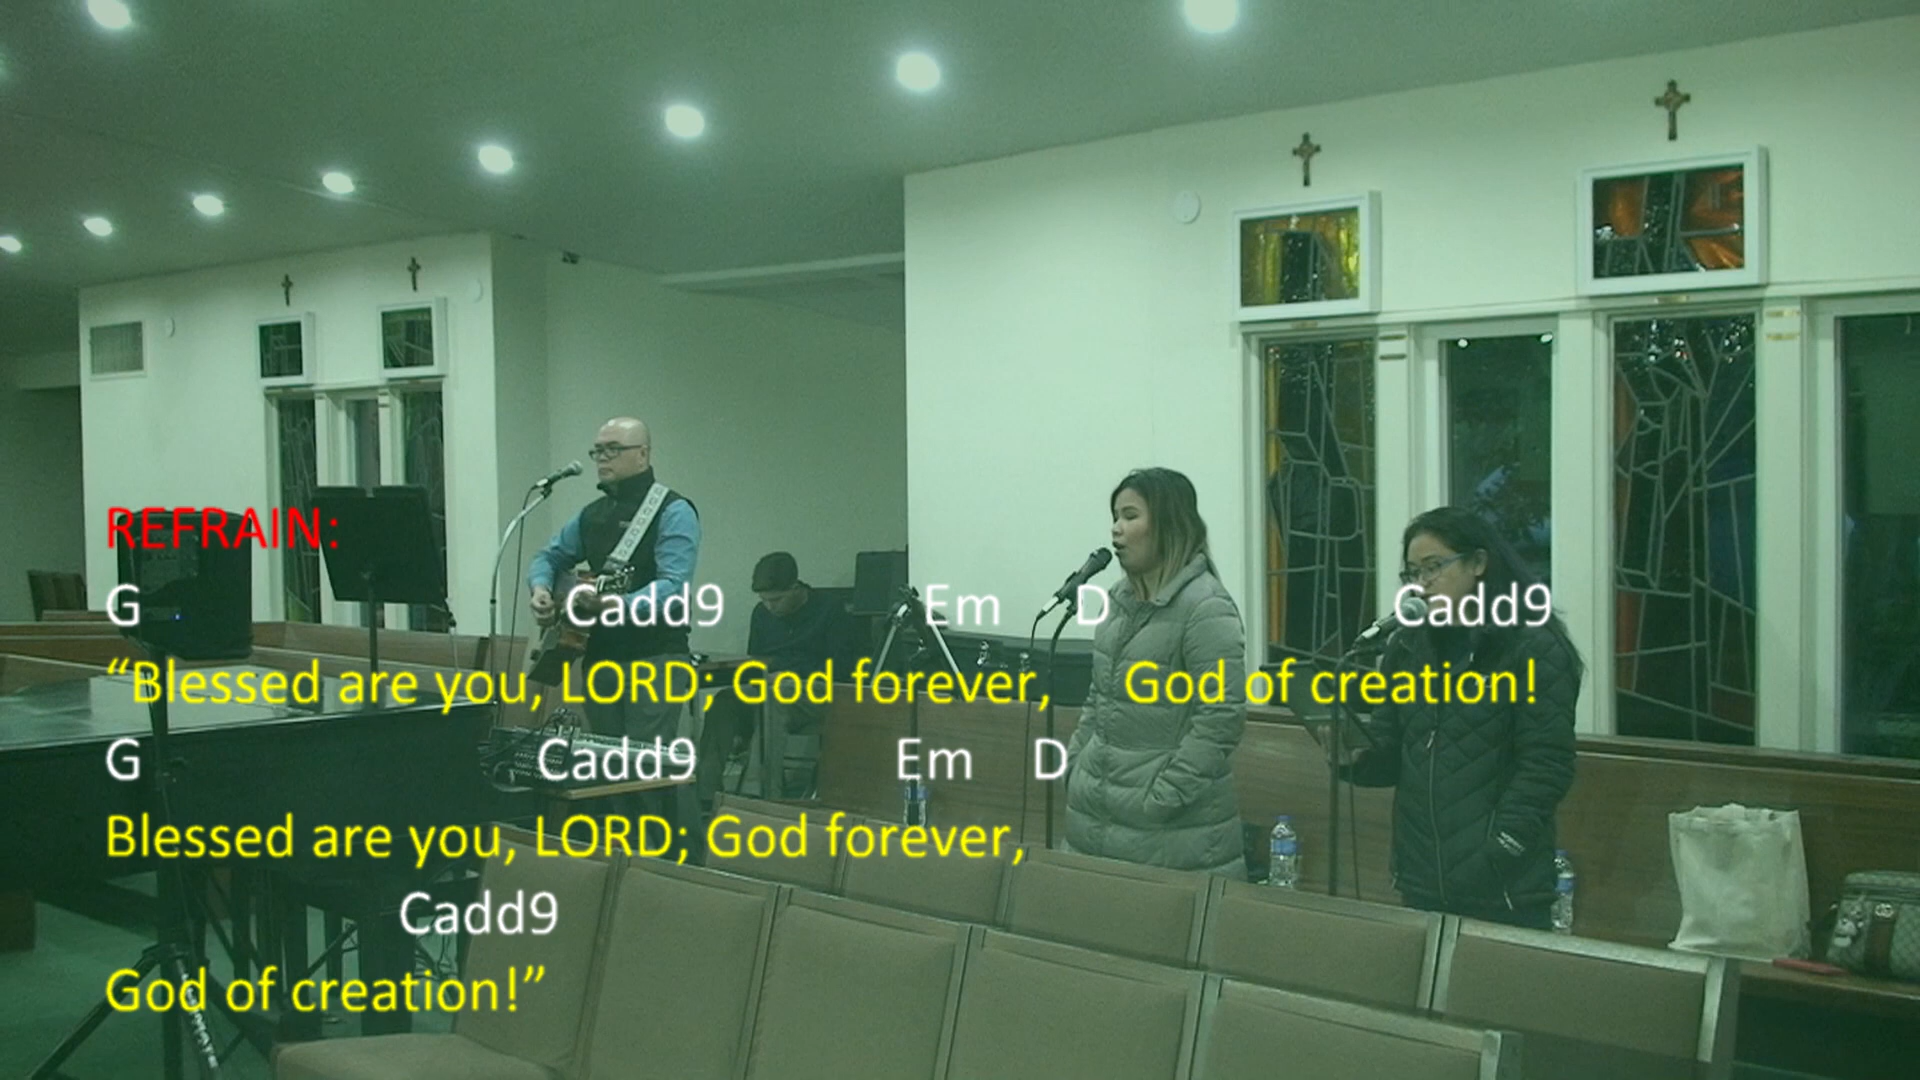 REFRAIN:
G Cadd9 Em D Cadd9
“Blessed are you, LORD; God forever, God of creation!
G Cadd9 Em D
Blessed are you, LORD; God forever,
Cadd9
God of creation!”